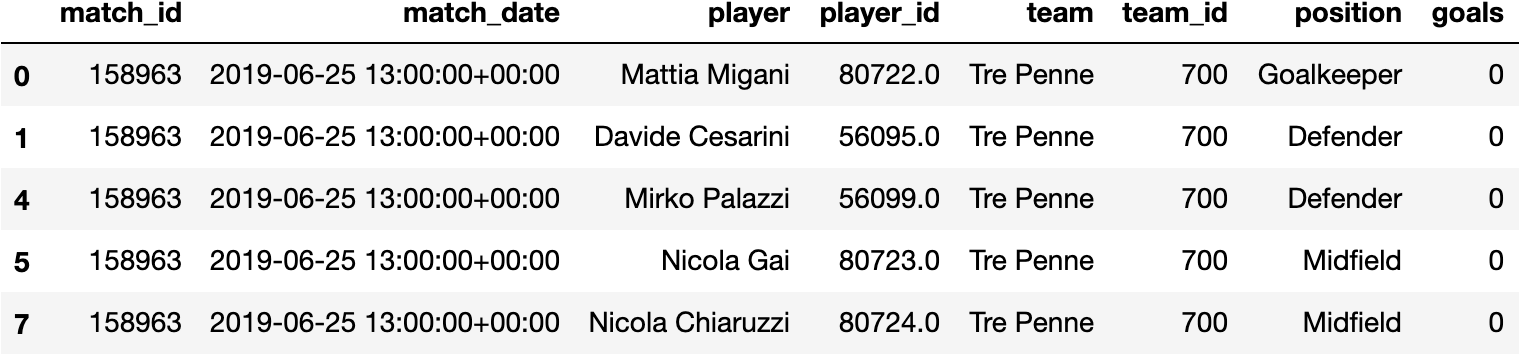 match_id match_date player player_id team team_id position goals
0 158963 2019-06-25 13:00:00+00:00 Mattia Migani 80722.0 Tre Penne 700 Goalkeeper 0
1 158963 2019-06-25 13:00:00+00:00 Davide Cesarini 56095.0 Tre Penne 700 Defender 0
4 158963 2019-06-25 13:00:00+00:00 Mirko Palazzi 56099.0 Tre Penne 700 Defender 0
5 158963 2019-06-25 13:00:00+00:00 Nicola Gai 80723.0 Tre Penne 700 Midfield 0
7 158963 2019-06-25 13:00:00+00:00 Nicola Chiaruzzi 80724.0 Tre Penne 700 Midfield 0